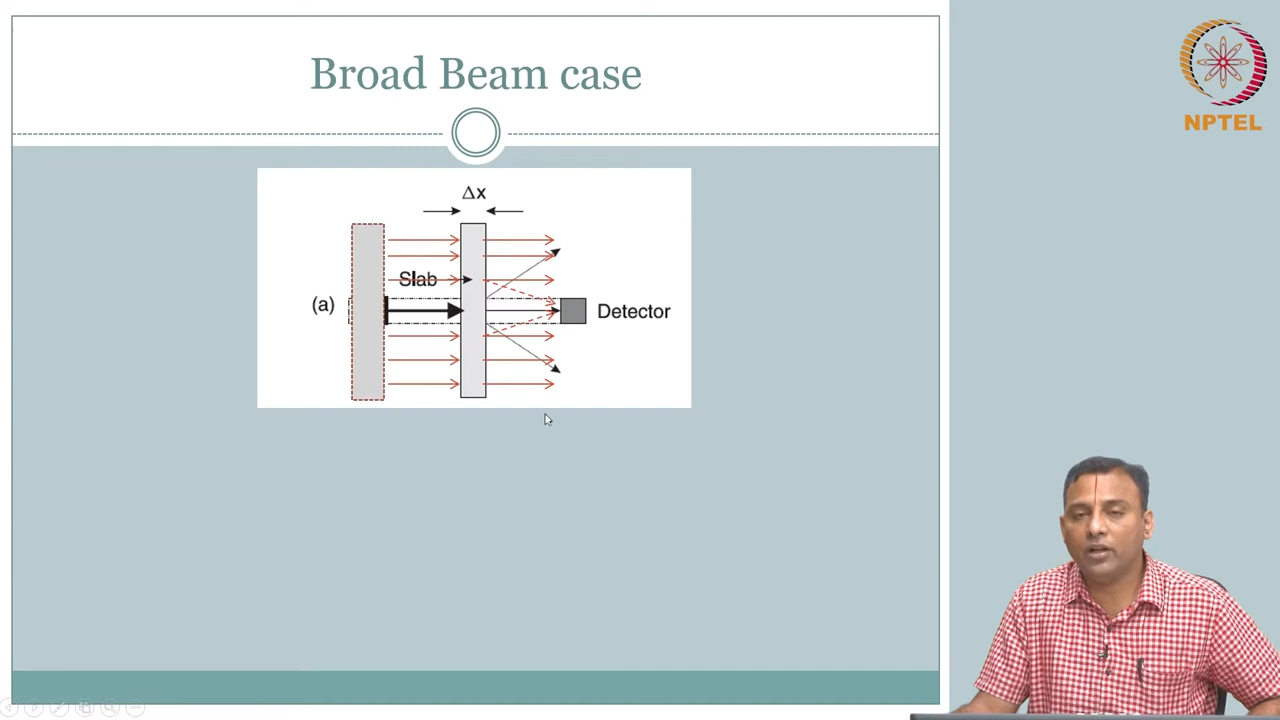 Broad Beam case
NPTEL
Δx
Slab
(a)
Detector